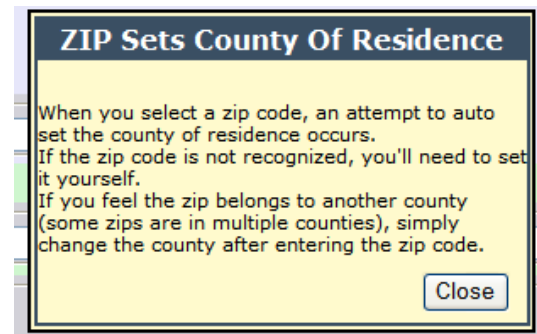 ZIP Sets County Of Residence
When you select a zip code, an attempt to auto
set the county of residence occurs.
If the zip code is not recognized, you'll need to set
it yourself.
If you feel the zip belongs to another county
(some zips are in multiple counties), simply
change the county after entering the zip code.
Close